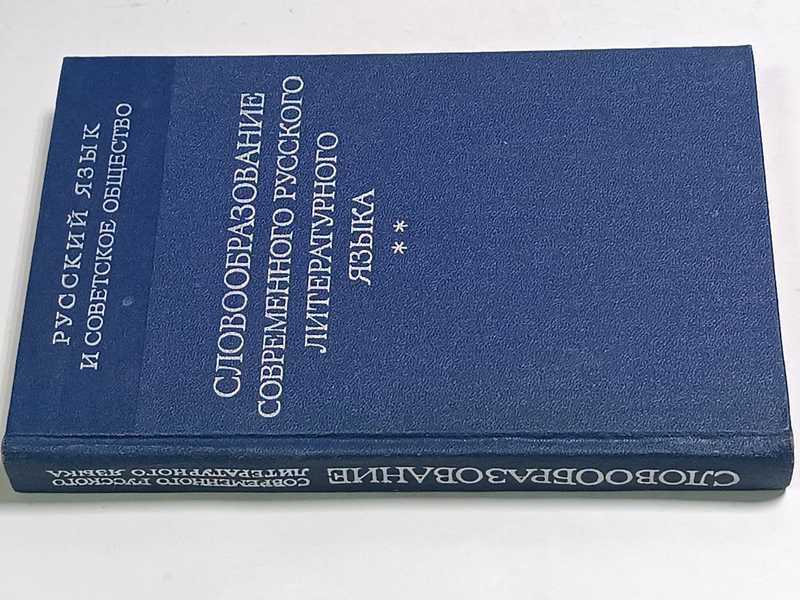 РУССКИЙ ЯЗЫК
И СОВЕТСКОЕ ОБЩЕСТВО
СЛОВООБРАЗОВАНИЕ
СОВРЕМЕННОГО РУССКОГО
ЛИТЕРАТУРНОГО
ЯЗЫКА
**
СЛОВООБРАЗОВАНИЕ
СОВРЕМЕННОГО РУССКОГО
ЛИТЕРАТУРНОГО ЯЗЫКА